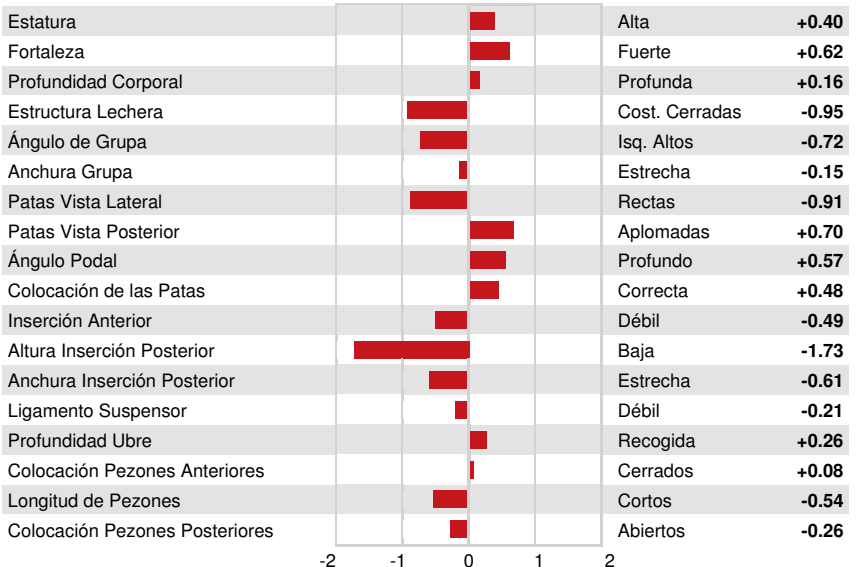 Estatura Alta +0.40
Fortaleza Fuerte +0.62
Profundidad Corporal Profunda +0.16
Estructura Lechera Cost. Cerradas -0.95
Ángulo de Grupa Isq. Altos -0.72
Anchura Grupa Estrecha -0.15
Patas Vista Lateral Rectas -0.91
Patas Vista Posterior Aplomadas +0.70
Ángulo Podal Profundo +0.57
Colocación de las Patas Correcta +0.48
Inserción Anterior Débil -0.49
Altura Inserción Posterior Baja -1.73
Anchura Inserción Posterior Estrecha -0.61
Ligamento Suspensor Débil -0.21
Profundidad Ubre Recogida +0.26
Colocación Pezones Anteriores Cerrados +0.08
Longitud de Pezones Cortos -0.54
Colocación Pezones Posteriores Abiertos -0.26
-2 -1 0 1 2